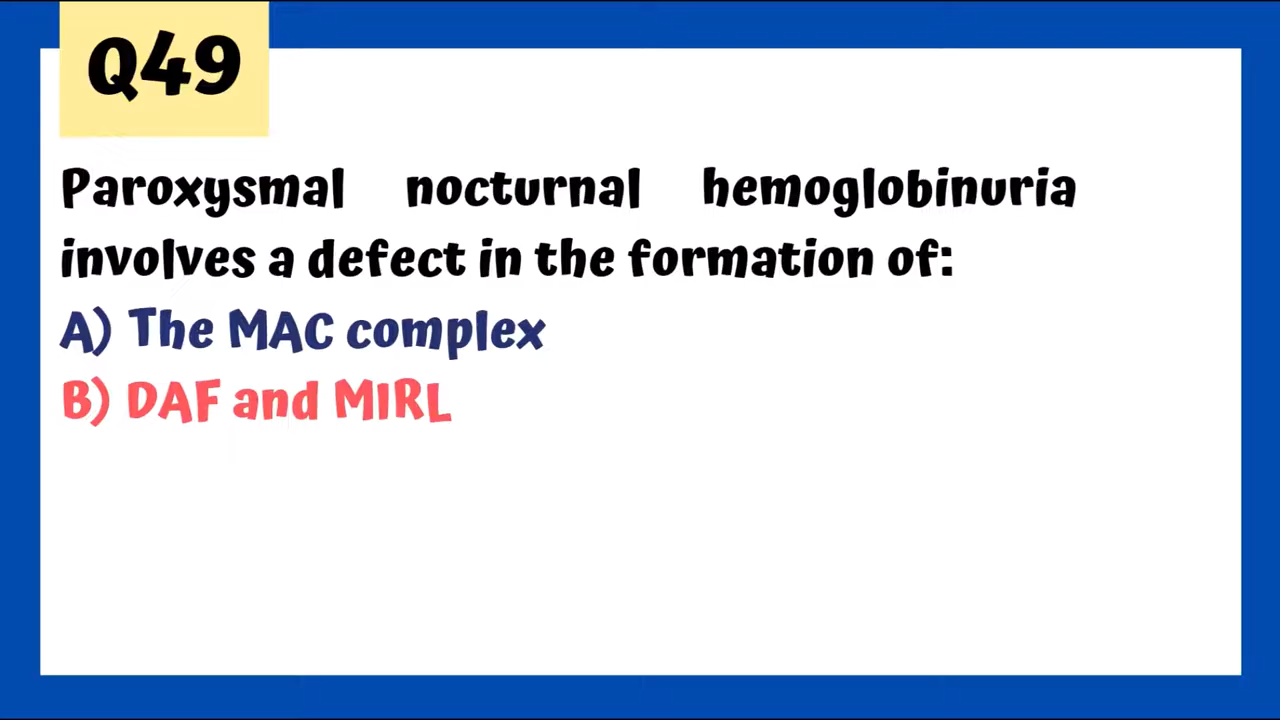 Q49
Paroxysmal nocturnal hemoglobinuria
involves a defect in the formation of:
A) The MAC complex
B) DAF and MIRL